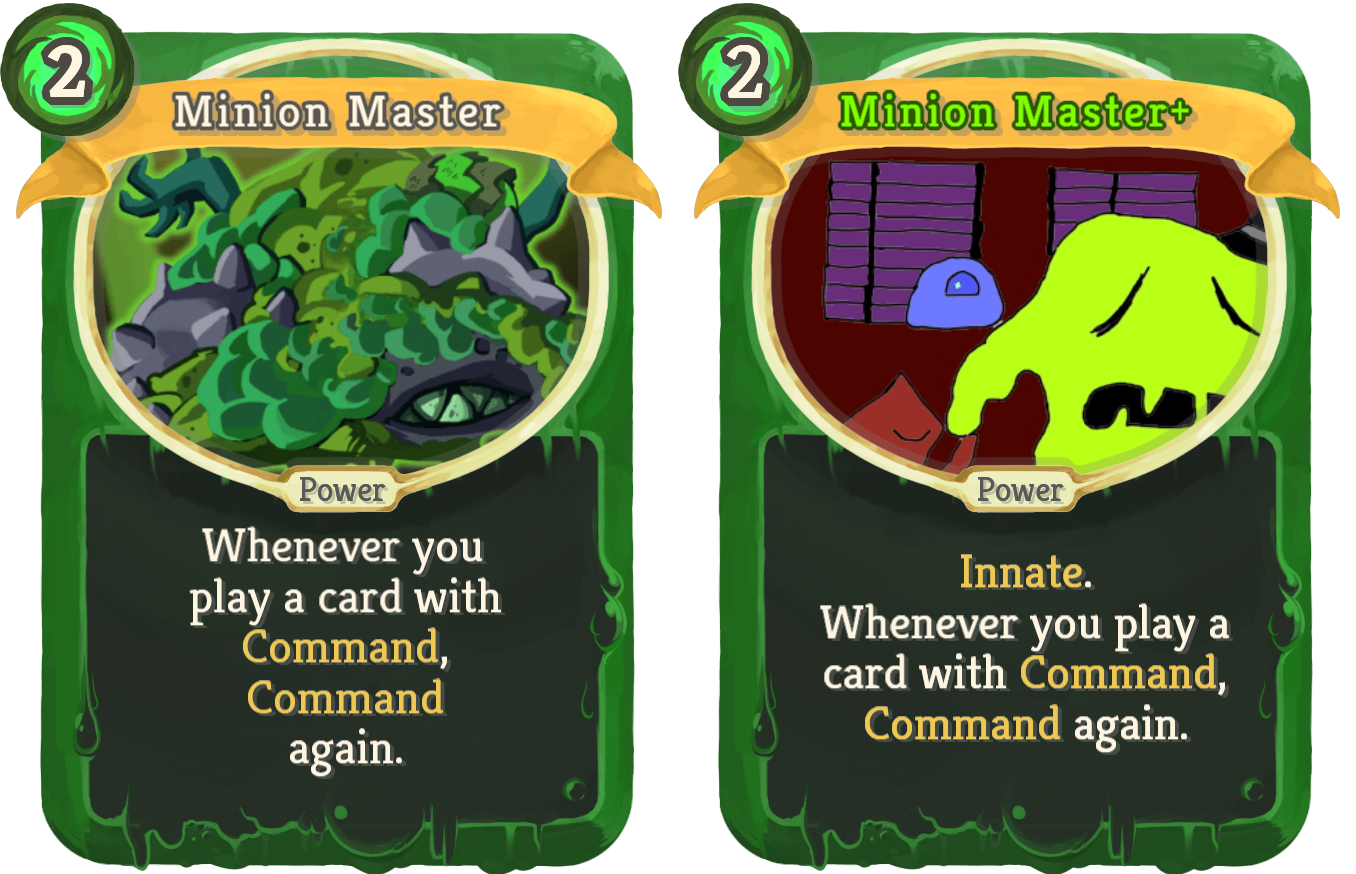 2
Minion Master
Power
Whenever you
play a card with
Command,
Command
again.
2
Minion Master+
Power
Innate.
Whenever you play a
card with Command,
Command again.